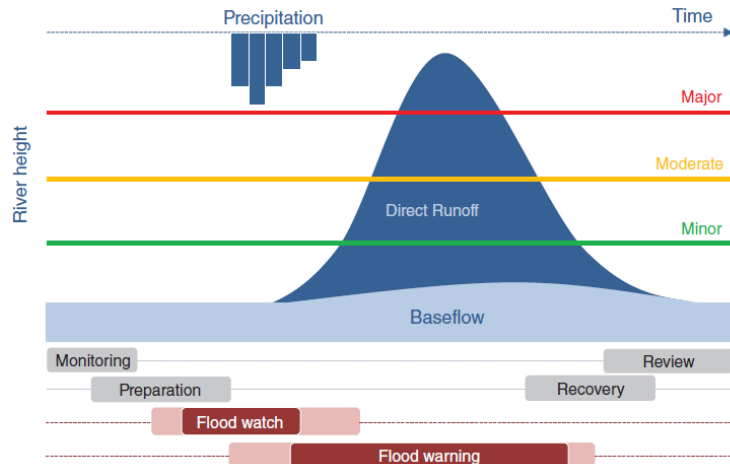 Precipitation
Time
River height
Major
Moderate
Direct Runoff
Minor
Baseflow
Monitoring
Review
Preparation
Recovery
Flood watch
Flood warning